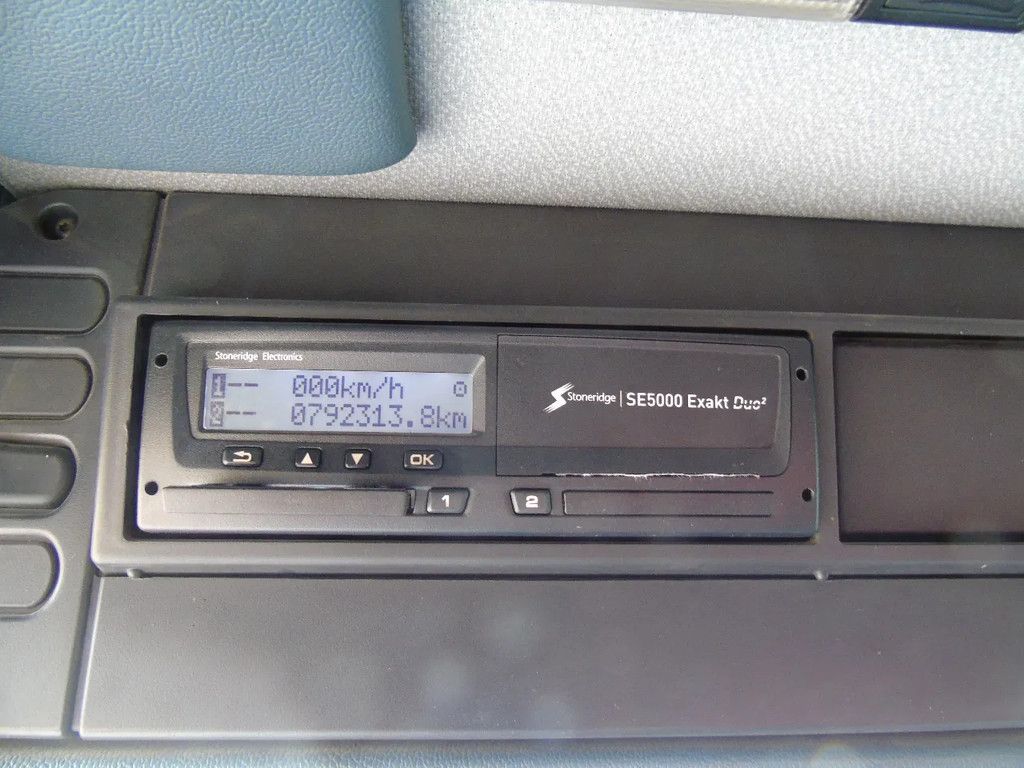 Stoneridge Electronics
1-- 000km/h
2-- 0792313.8km
Stoneridge | SE5000 Exakt Duo²
▲ ▼ OK
1 2